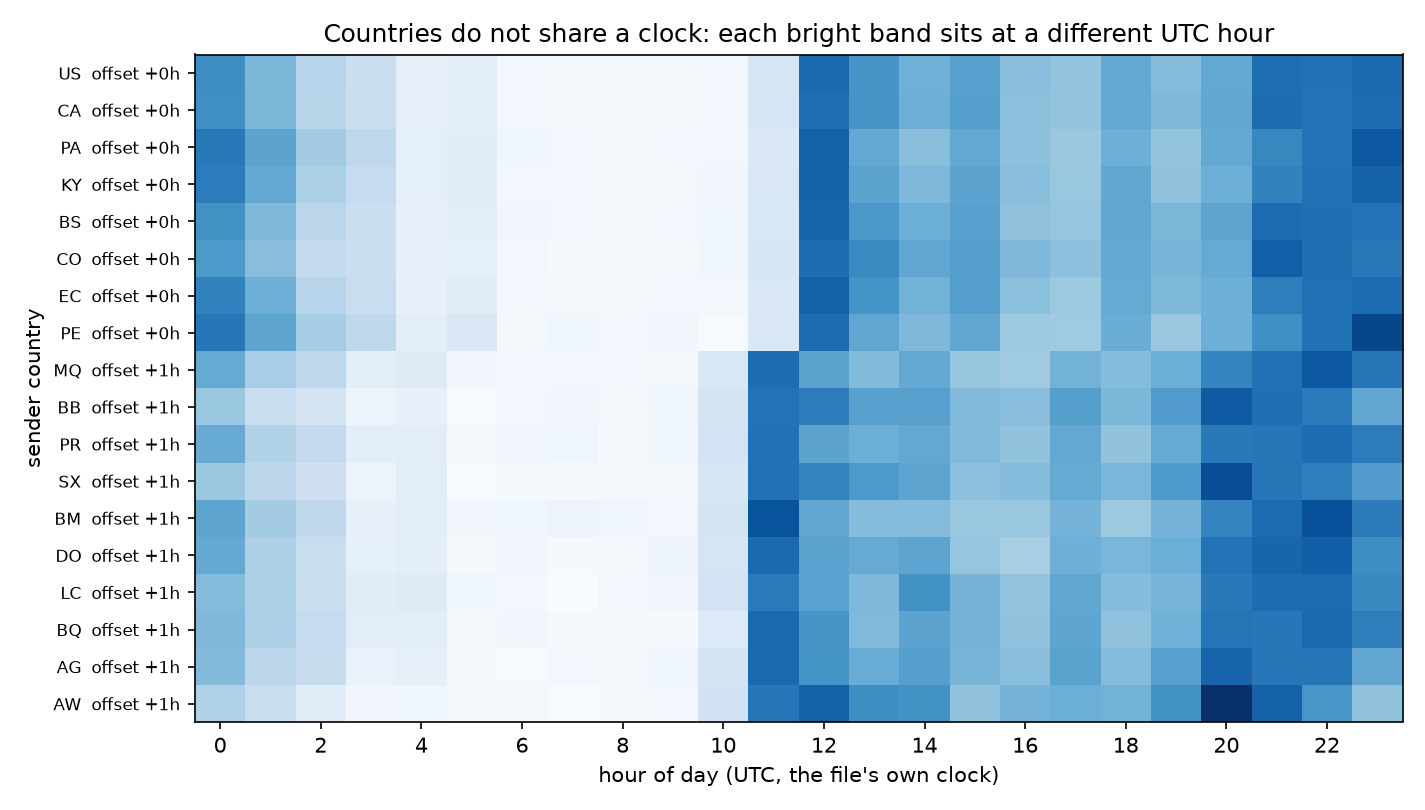 Countries do not share a clock: each bright band sits at a different UTC hour
sender country
US offset +0h
CA offset +0h
PA offset +0h
KY offset +0h
BS offset +0h
CO offset +0h
EC offset +0h
PE offset +0h
MQ offset +1h
BB offset +1h
PR offset +1h
SX offset +1h
BM offset +1h
DO offset +1h
LC offset +1h
BQ offset +1h
AG offset +1h
AW offset +1h
0 2 4 6 8 10 12 14 16 18 20 22
hour of day (UTC, the file's own clock)